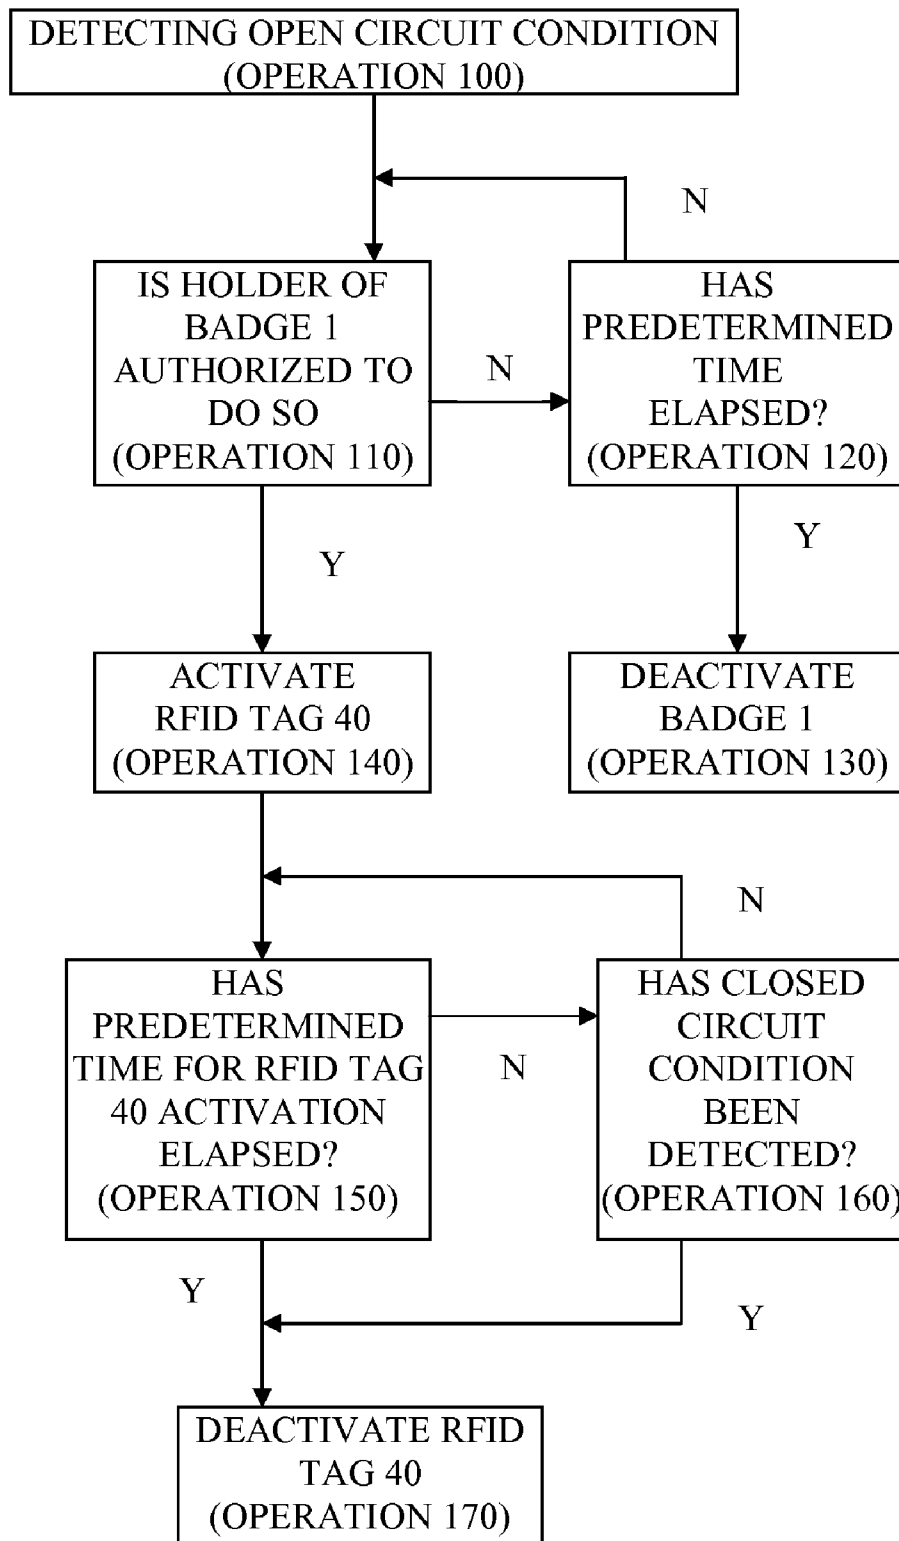 DETECTING OPEN CIRCUIT CONDITION
(OPERATION 100)
N
IS HOLDER OF
BADGE 1
AUTHORIZED TO
DO SO
(OPERATION 110)
N
HAS
PREDETERMINED
TIME
ELAPSED?
(OPERATION 120)
Y
Y
ACTIVATE
RFID TAG 40
(OPERATION 140)
DEACTIVATE
BADGE 1
(OPERATION 130)
N
HAS
PREDETERMINED
TIME FOR RFID TAG
40 ACTIVATION
ELAPSED?
(OPERATION 150)
N
HAS CLOSED
CIRCUIT
CONDITION
BEEN
DETECTED?
(OPERATION 160)
Y
Y
DEACTIVATE RFID
TAG 40
(OPERATION 170)